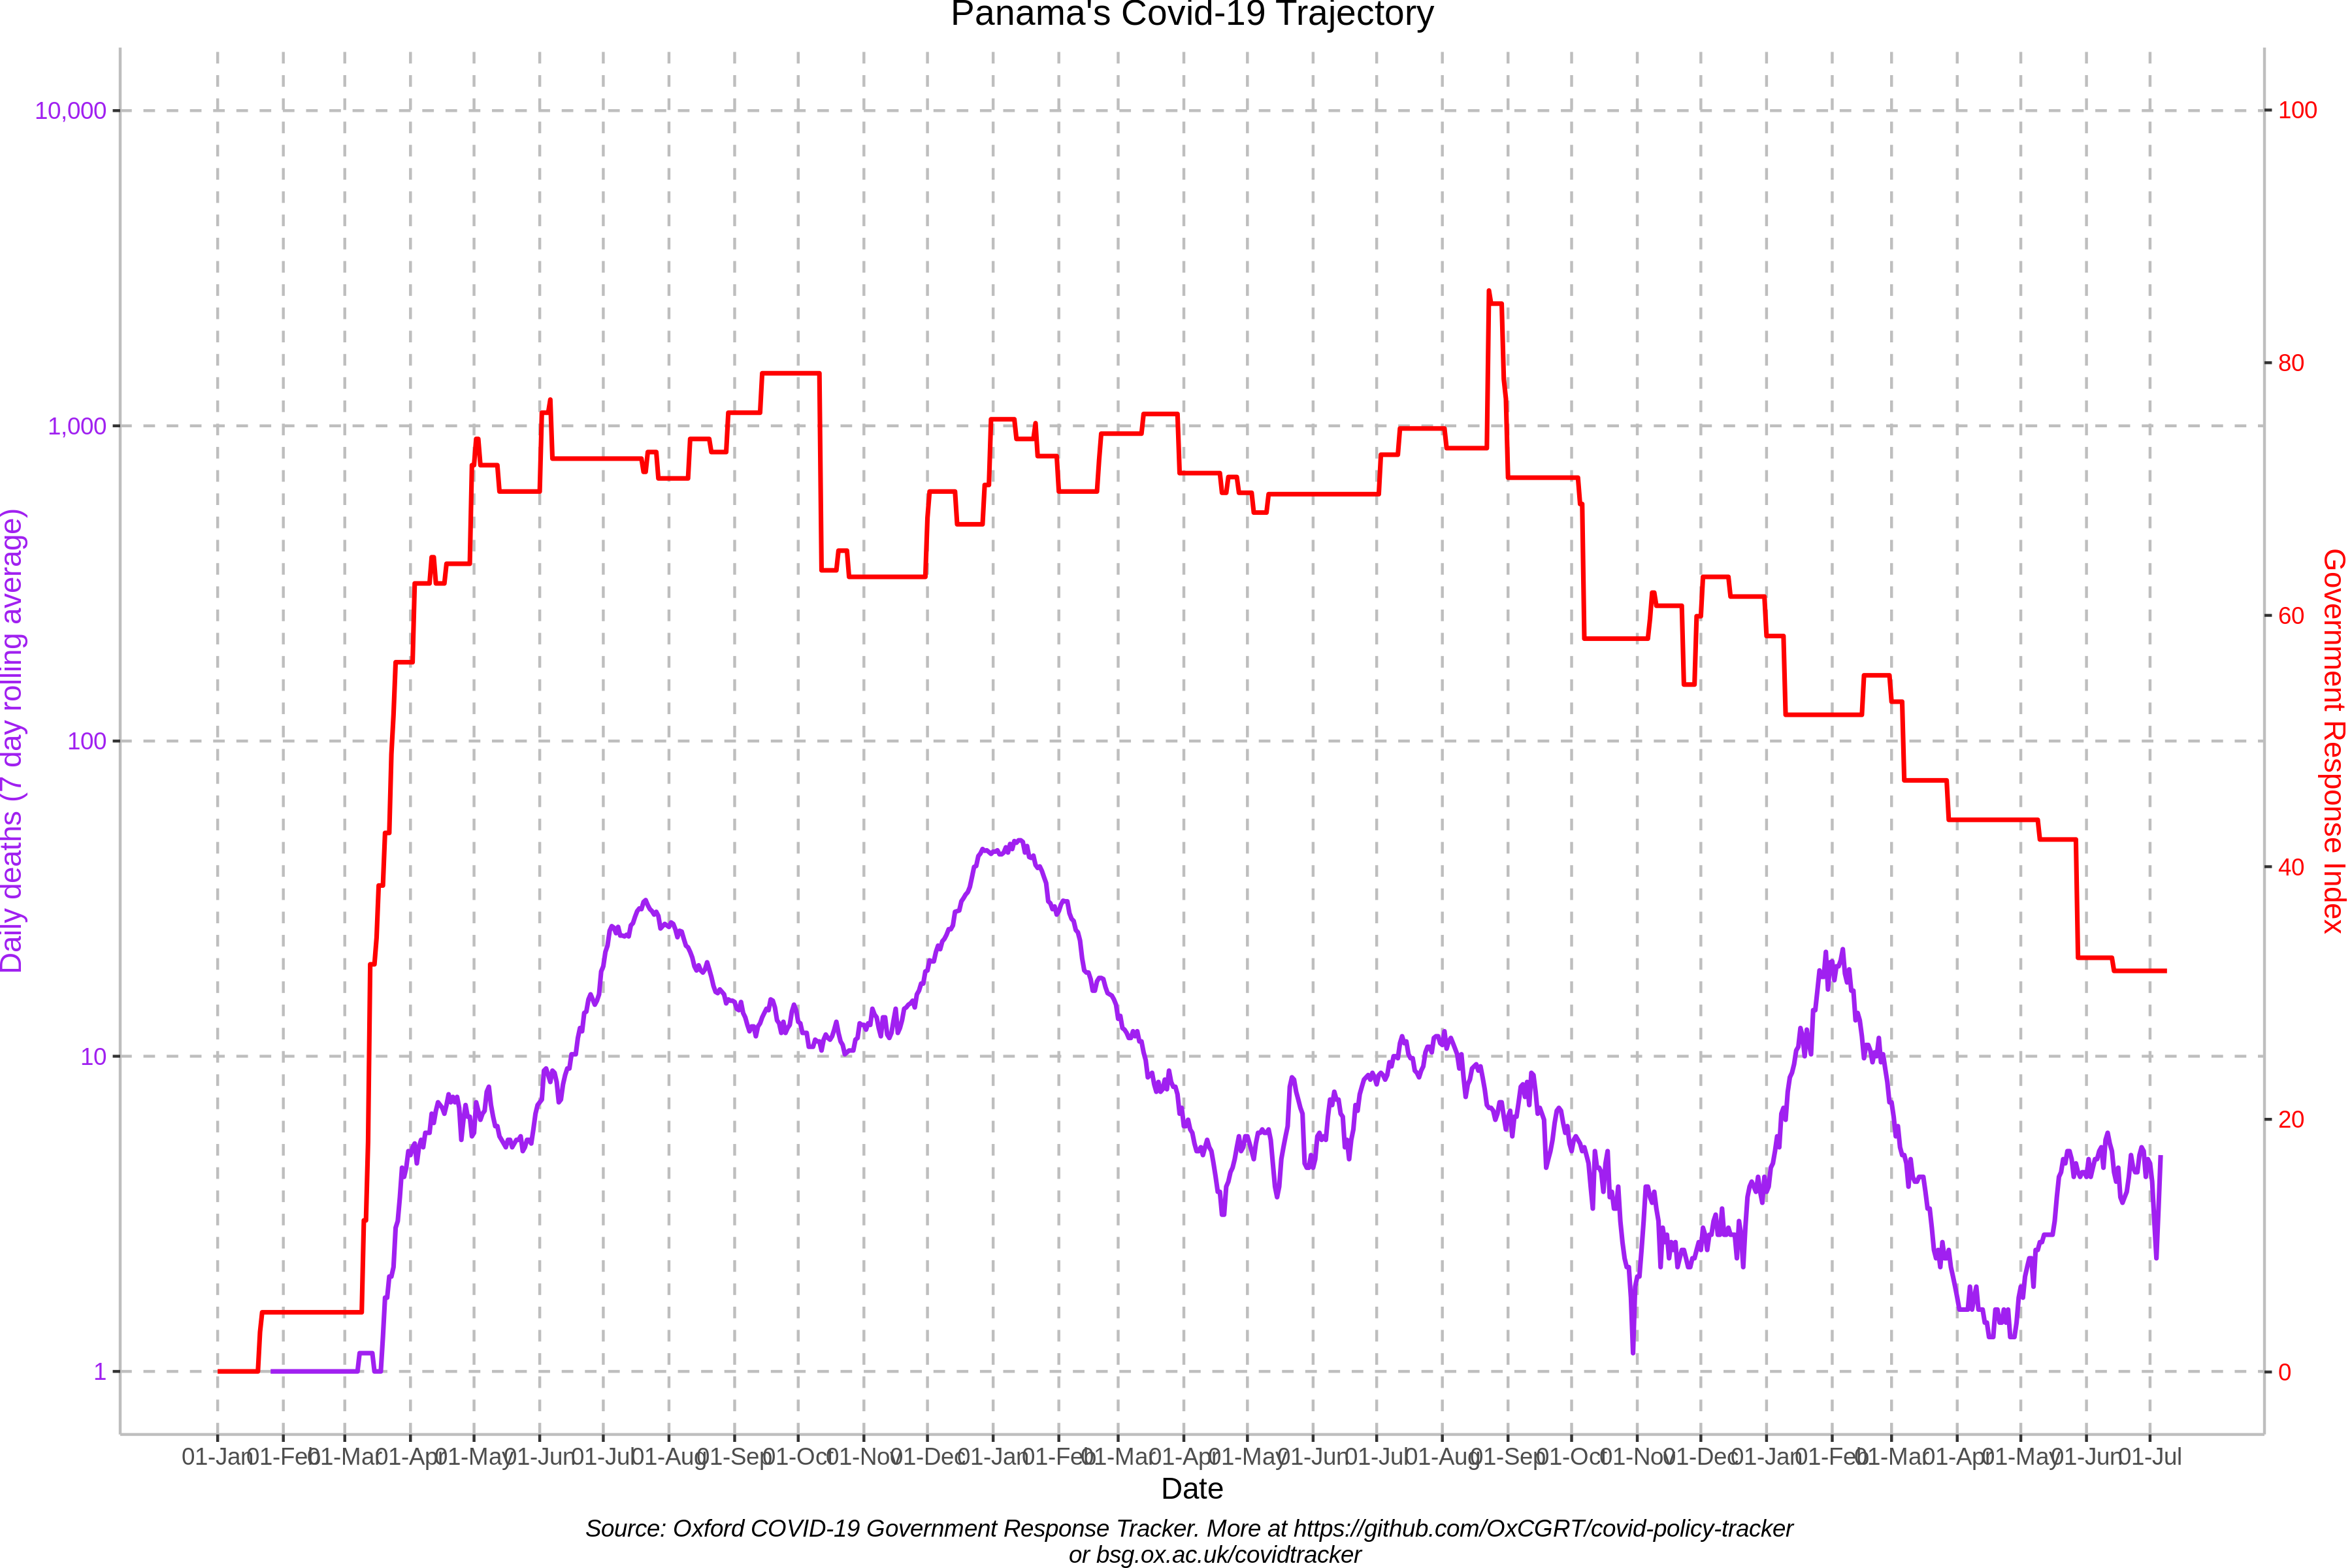 Panama's Covid-19 Trajectory
10,000
1,000
100
10
1
Daily deaths (7 day rolling average)
100
80
60
40
20
0
Government Response Index
01-Jan
01-Feb
01-Mar
01-Apr
01-May
01-Jun
01-Jul
01-Aug
01-Sep
01-Oct
01-Nov
01-Dec
01-Jan
01-Feb
01-Mar
01-Apr
01-May
01-Jun
01-Jul
01-Aug
01-Sep
01-Oct
01-Nov
01-Dec
01-Jan
01-Feb
01-Mar
01-Apr
01-May
01-Jun
01-Jul
Date
Source: Oxford COVID-19 Government Response Tracker. More at https://github.com/OxCGRT/covid-policy-tracker
or bsg.ox.ac.uk/covidtracker